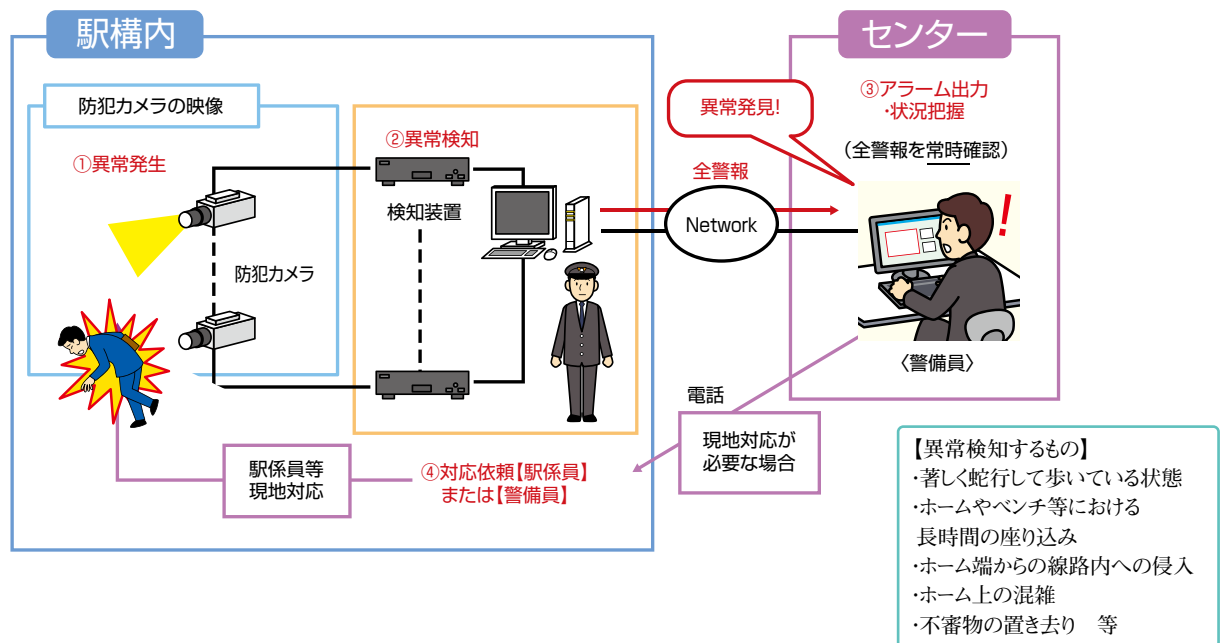 駅構内
センター
防犯カメラの映像
①異常発生
防犯カメラ
②異常検知
検知装置
全警報
Network
異常発見!
③アラーム出力
・状況把握
(全警報を常時確認)
〈警備員〉
電話
現地対応が
必要な場合
④対応依頼【駅係員】
または【警備員】
駅係員等
現地対応
【異常検知するもの】
・著しく蛇行して歩いている状態
・ホームやベンチ等における
長時間の座り込み
・ホーム端からの線路内への侵入
・ホーム上の混雑
・不審物の置き去り　等